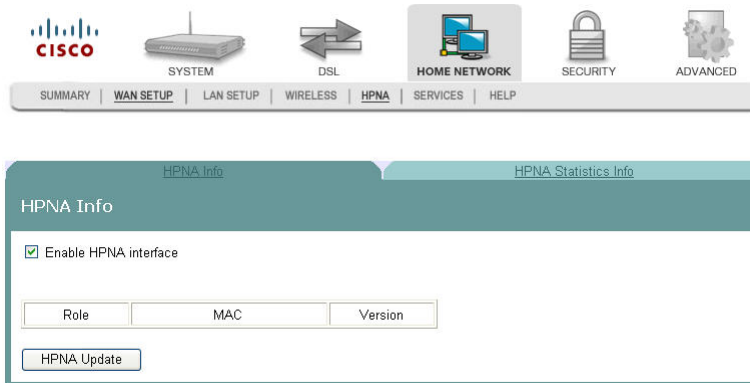 CISCO
SYSTEM
DSL
HOME NETWORK
SECURITY
ADVANCED
SUMMARY | WAN SETUP | LAN SETUP | WIRELESS | HPNA | SERVICES | HELP
HPNA Info
HPNA Statistics Info
HPNA Info
Enable HPNA interface
Role
MAC
Version
HPNA Update